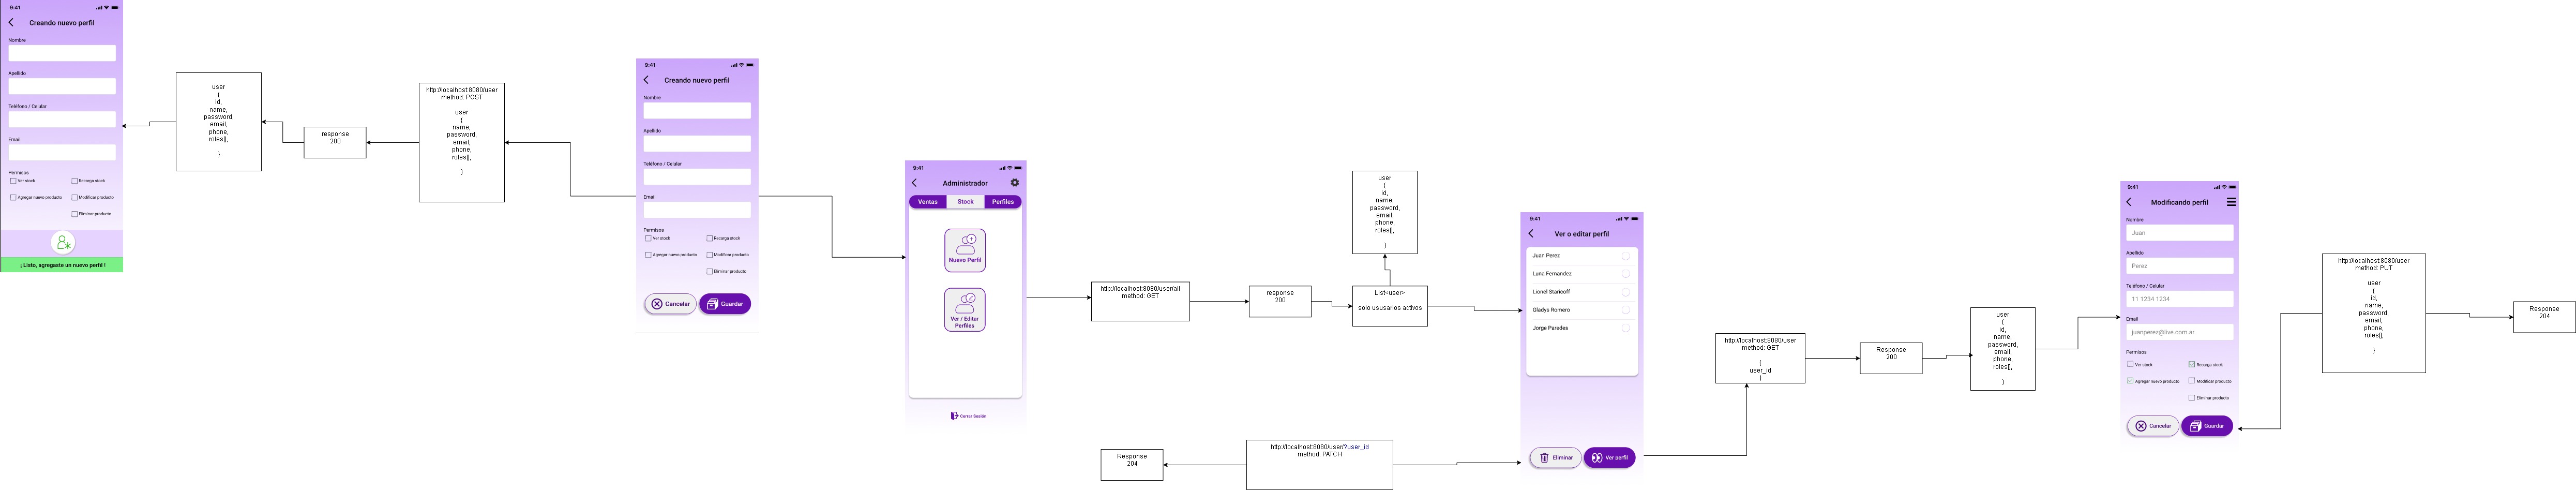 9:41
Creando nuevo perfil
Nombre
Apellido
Teléfono / Celular
Email
Permisos
Ver stock
Recarga stock
Agregar nuevo producto
Modificar producto
Eliminar producto
¡ Listo, agregaste un nuevo perfil !
user
{
id,
name,
password,
email,
phone,
roles[],
}
response
200
http://localhost:8080/user
method: POST
user
{
name,
password,
email,
phone,
roles[],
}
9:41
Creando nuevo perfil
Nombre
Apellido
Teléfono / Celular
Email
Permisos
Ver stock
Recarga stock
Agregar nuevo producto
Modificar producto
Eliminar producto
Cancelar
Guardar
9:41
Administrador
Ventas
Stock
Perfiles
Nuevo Perfil
Ver / Editar
Perfiles
Cerrar Sesión
http://localhost:8080/user/all
method: GET
response
200
user
{
id,
name,
password,
email,
phone,
roles[],
}
List<user>
solo ususarios activos
9:41
Ver o editar perfil
Juan Perez
Luna Fernandez
Lionel Staricoff
Gladys Romero
Jorge Paredes
Eliminar
Ver perfil
Response
204
http://localhost:8080/user/?user_id
method: PATCH
http://localhost:8080/user
method: GET
{
user_id
}
Response
200
user
{
id,
name,
password,
email,
phone,
roles[],
}
9:41
Modificando perfil
Nombre
Juan
Apellido
Perez
Teléfono / Celular
11 1234 1234
Email
juanperez@live.com.ar
Permisos
Ver stock
Recarga stock
Agregar nuevo producto
Modificar producto
Eliminar producto
Cancelar
Guardar
http://localhost:8080/user
method: PUT
user
{
id,
name,
password,
email,
phone,
roles[],
}
Response
204